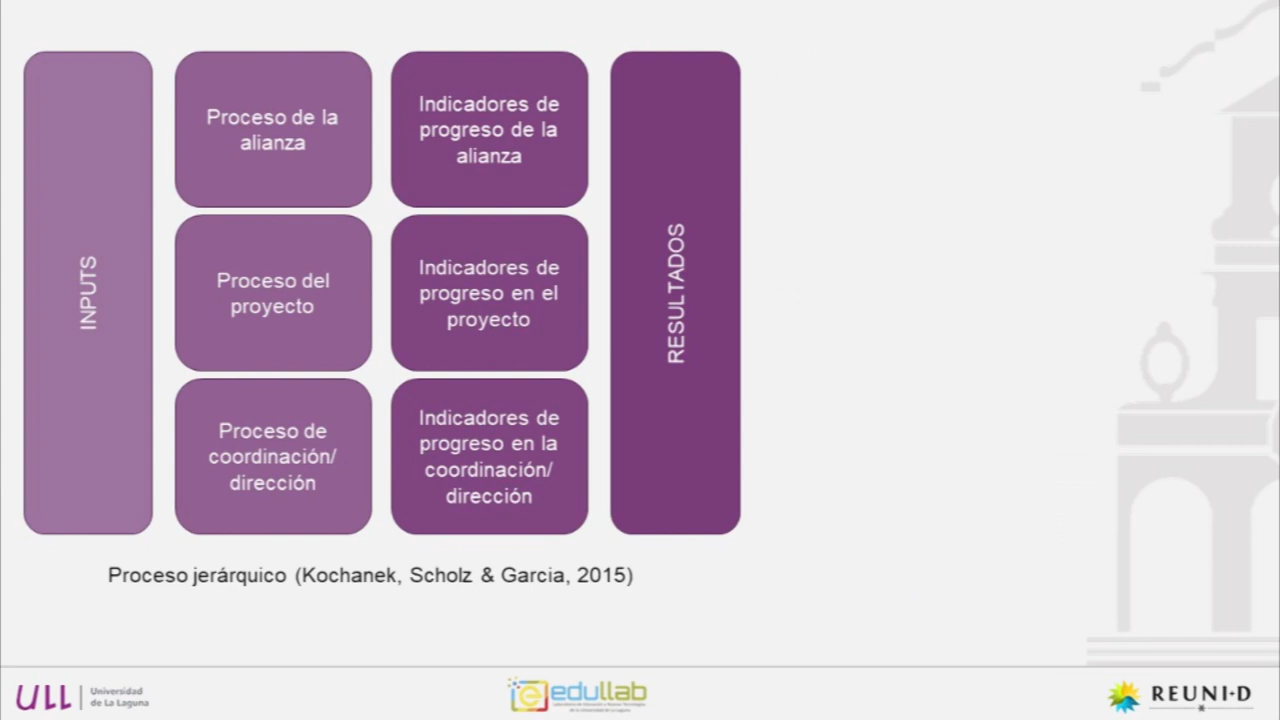 INPUTS
Proceso de la
alianza
Indicadores de
progreso de la
alianza
Proceso del
proyecto
Indicadores de
progreso en el
proyecto
Proceso de
coordinación/
dirección
Indicadores de
progreso en la
coordinación/
dirección
RESULTADOS
Proceso jerárquico (Kochanek, Scholz & Garcia, 2015)
ULL
Universidad
de La Laguna
edullab
REUNI+D